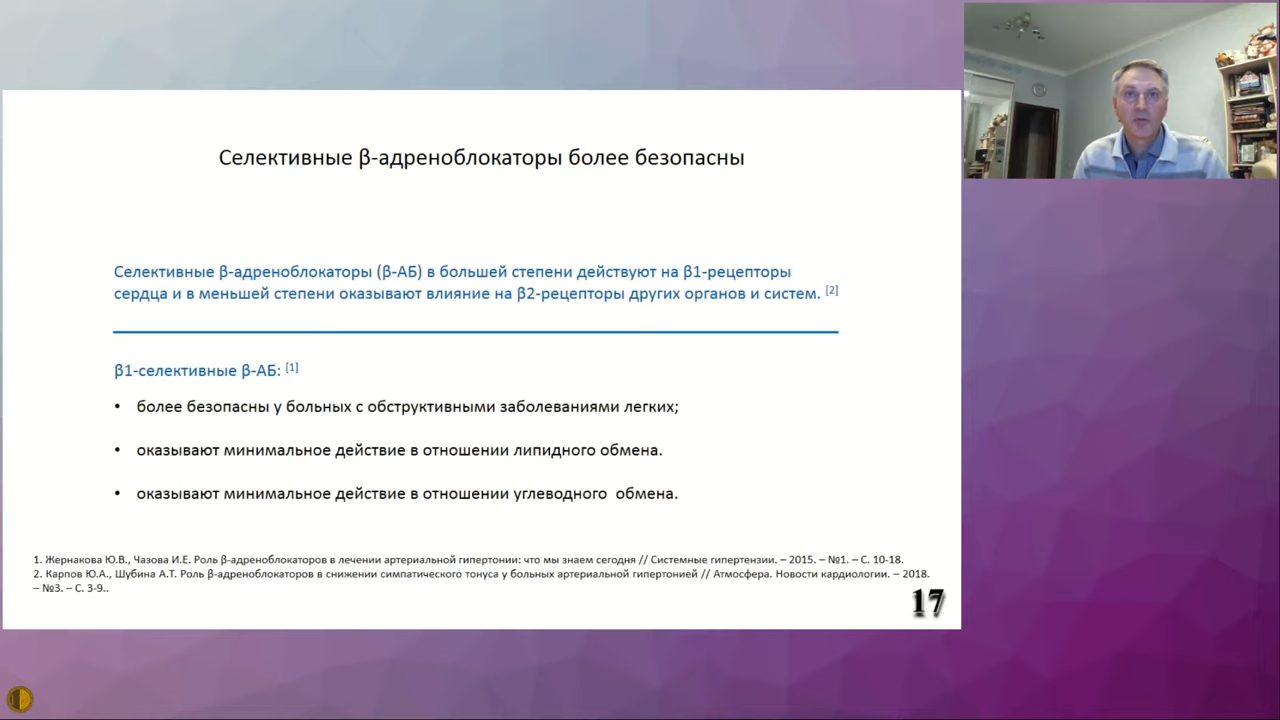 Селективные β-адреноблокаторы более безопасны
Селективные β-адреноблокаторы (β-АБ) в большей степени действуют на β1-рецепторы
сердца и в меньшей степени оказывают влияние на β2-рецепторы других органов и систем. [2]
β1-селективные β-АБ: [1]
• более безопасны у больных с обструктивными заболеваниями легких;
• оказывают минимальное действие в отношении липидного обмена.
• оказывают минимальное действие в отношении углеводного обмена.
1. Жернакова Ю.В., Чазова И.Е. Роль β-адреноблокаторов в лечении артериальной гипертонии: что мы знаем сегодня // Системные гипертензии. – 2015. – №1. – С. 10-18.
2. Карпов Ю.А., Шубина А.Т. Роль β-адреноблокаторов в снижении симпатического тонуса у больных артериальной гипертонией // Атмосфера. Новости кардиологии. – 2018.
– №3. – С. 3-9..
17